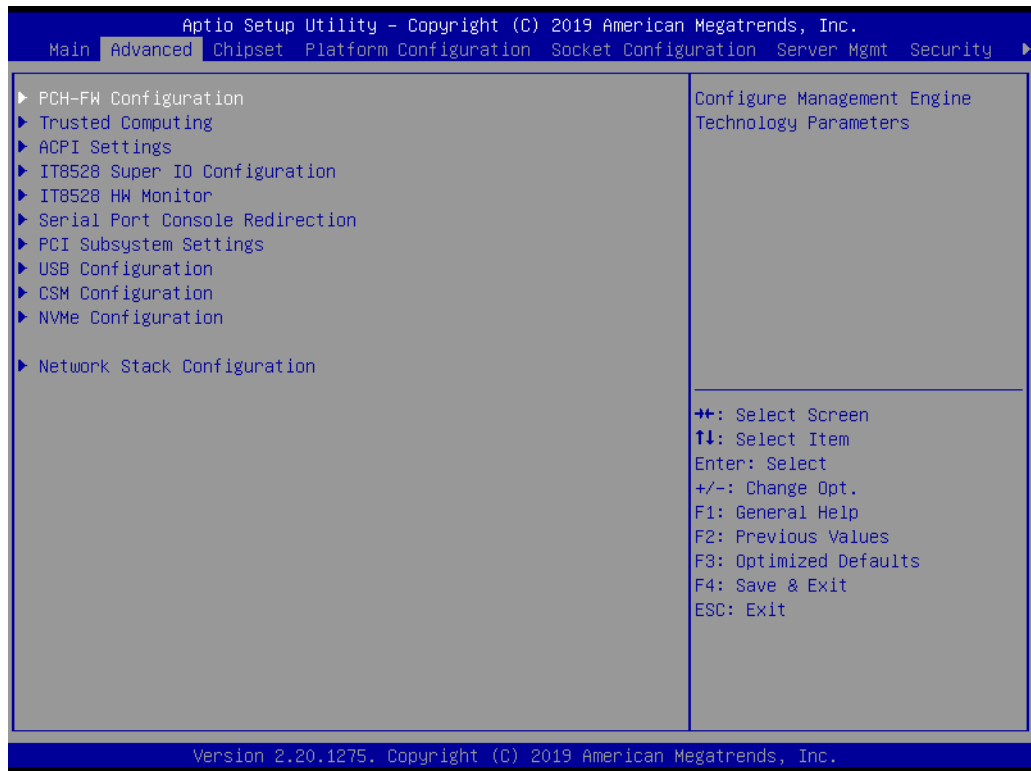 Aptio Setup Utility – Copyright (C) 2019 American Megatrends, Inc.
Main Advanced Chipset Platform Configuration Socket Configuration Server Mgmt Security
PCH-FW Configuration
Trusted Computing
ACPI Settings
IT8528 Super IO Configuration
IT8528 HW Monitor
Serial Port Console Redirection
PCI Subsystem Settings
USB Configuration
CSM Configuration
NVMe Configuration
Network Stack Configuration
Configure Management Engine
Technology Parameters
→←: Select Screen
↑↓: Select Item
Enter: Select
+/-: Change Opt.
F1: General Help
F2: Previous Values
F3: Optimized Defaults
F4: Save & Exit
ESC: Exit
Version 2.20.1275. Copyright (C) 2019 American Megatrends, Inc.